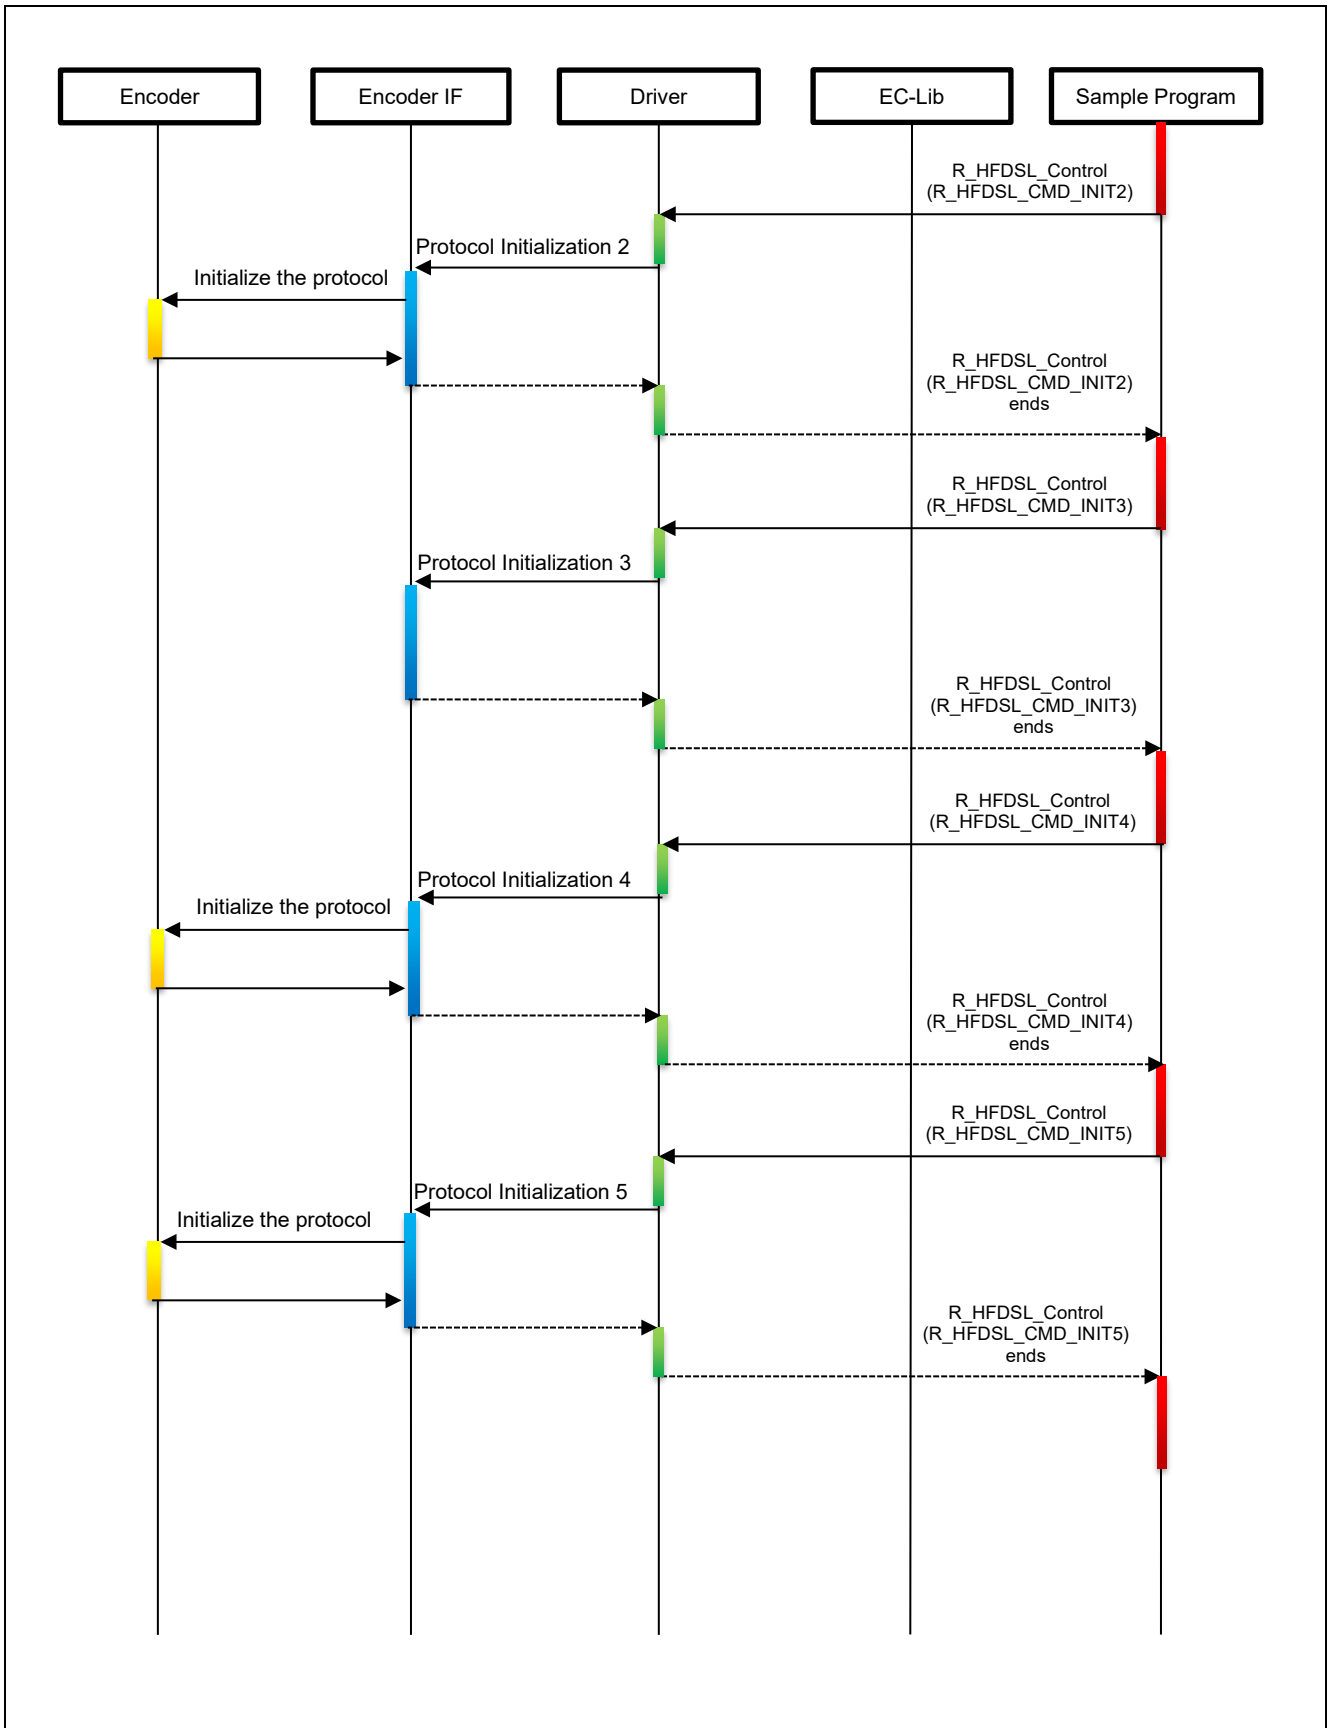 Encoder
Encoder IF
Driver
EC-Lib
Sample Program
R_HFDSL_Control
(R_HFDSL_CMD_INIT2)
Protocol Initialization 2
Initialize the protocol
R_HFDSL_Control
(R_HFDSL_CMD_INIT2)
ends
R_HFDSL_Control
(R_HFDSL_CMD_INIT3)
Protocol Initialization 3
R_HFDSL_Control
(R_HFDSL_CMD_INIT3)
ends
R_HFDSL_Control
(R_HFDSL_CMD_INIT4)
Protocol Initialization 4
Initialize the protocol
R_HFDSL_Control
(R_HFDSL_CMD_INIT4)
ends
R_HFDSL_Control
(R_HFDSL_CMD_INIT5)
Protocol Initialization 5
Initialize the protocol
R_HFDSL_Control
(R_HFDSL_CMD_INIT5)
ends